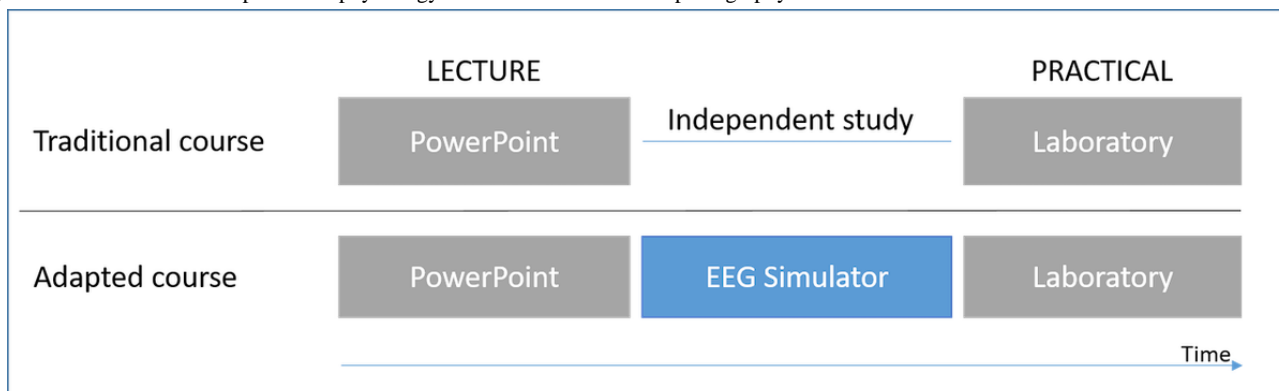 LECTURE PRACTICAL
Traditional course PowerPoint Independent study Laboratory
Adapted course PowerPoint EEG Simulator Laboratory
Time